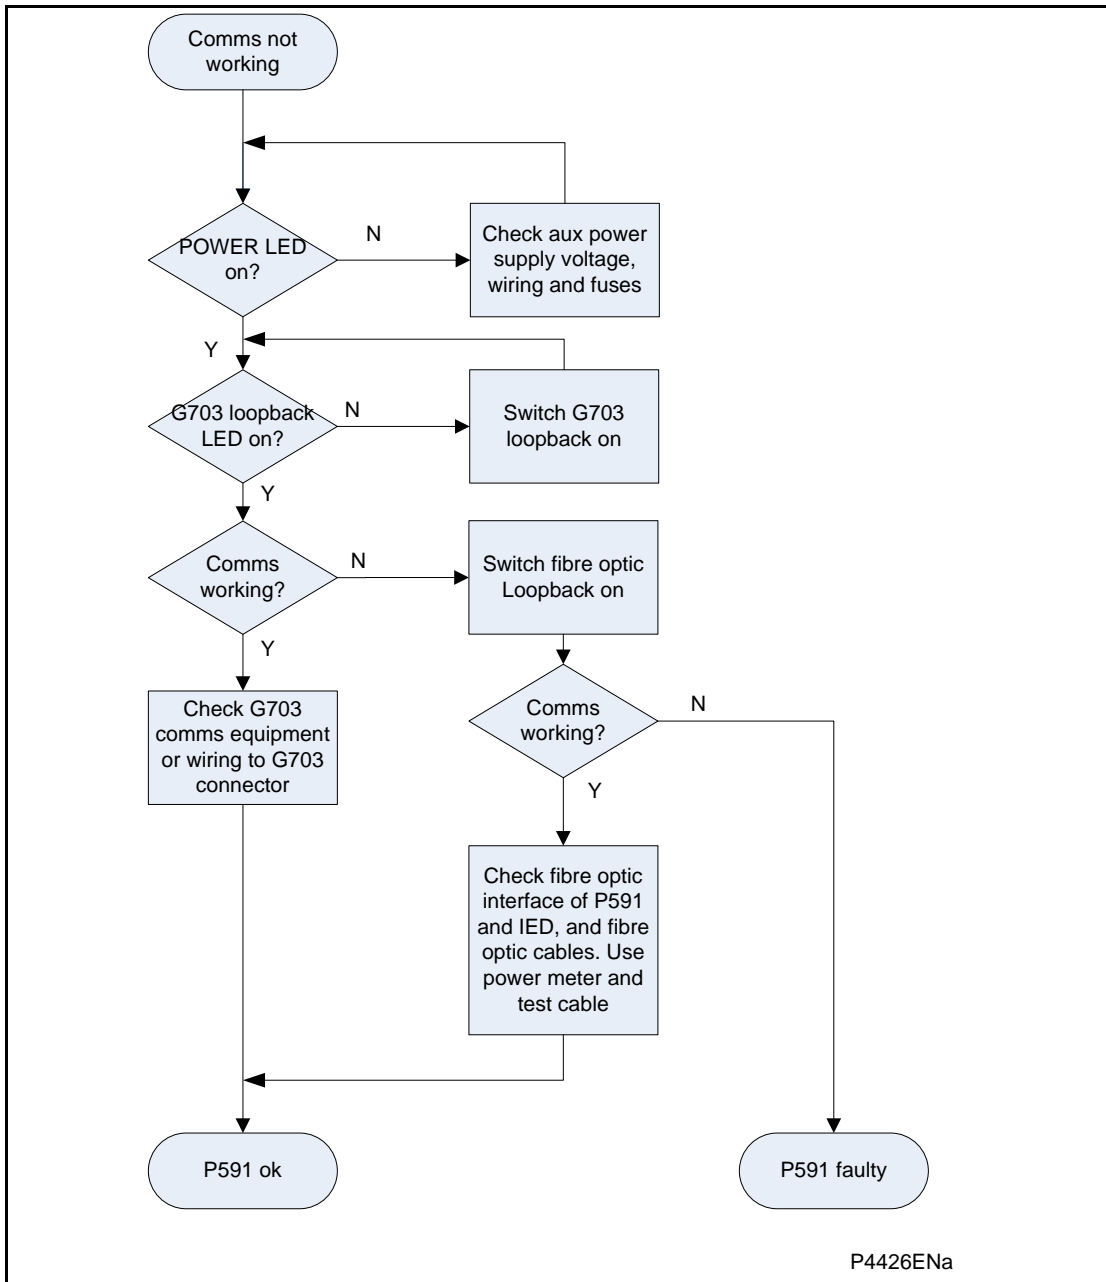 Comms not
working
POWER LED
on?
N
Check aux power
supply voltage,
wiring and fuses
Y
G703 loopback
LED on?
N
Switch G703
loopback on
Y
Comms
working?
N
Switch fibre optic
Loopback on
Y
Check G703
comms equipment
or wiring to G703
connector
Comms
working?
N
Y
Check fibre optic
interface of P591
and IED, and fibre
optic cables. Use
power meter and
test cable
P591 ok
P591 faulty
P4426ENa